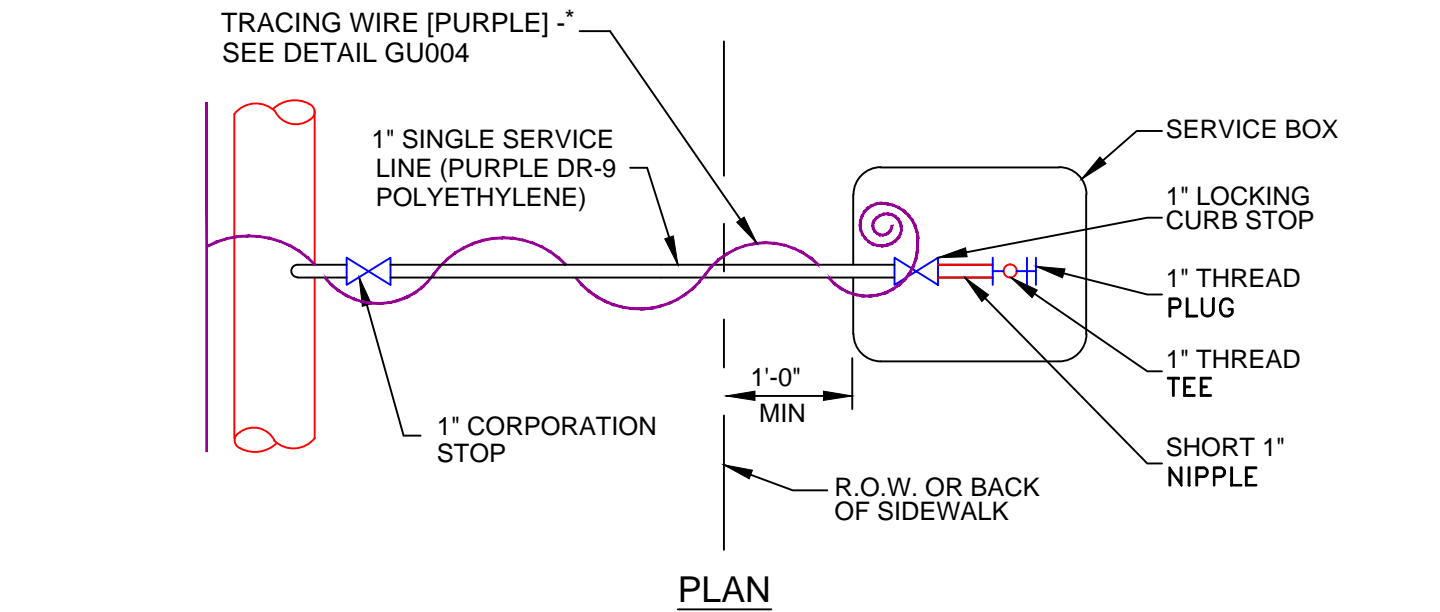 TRACING WIRE [PURPLE] -*
SEE DETAIL GU004
1" SINGLE SERVICE
LINE (PURPLE DR-9
POLYETHYLENE)
SERVICE BOX
1" LOCKING
CURB STOP
1" THREAD
PLUG
1" THREAD
TEE
SHORT 1"
NIPPLE
1'-0"
MIN
1" CORPORATION
STOP
R.O.W. OR BACK
OF SIDEWALK
PLAN